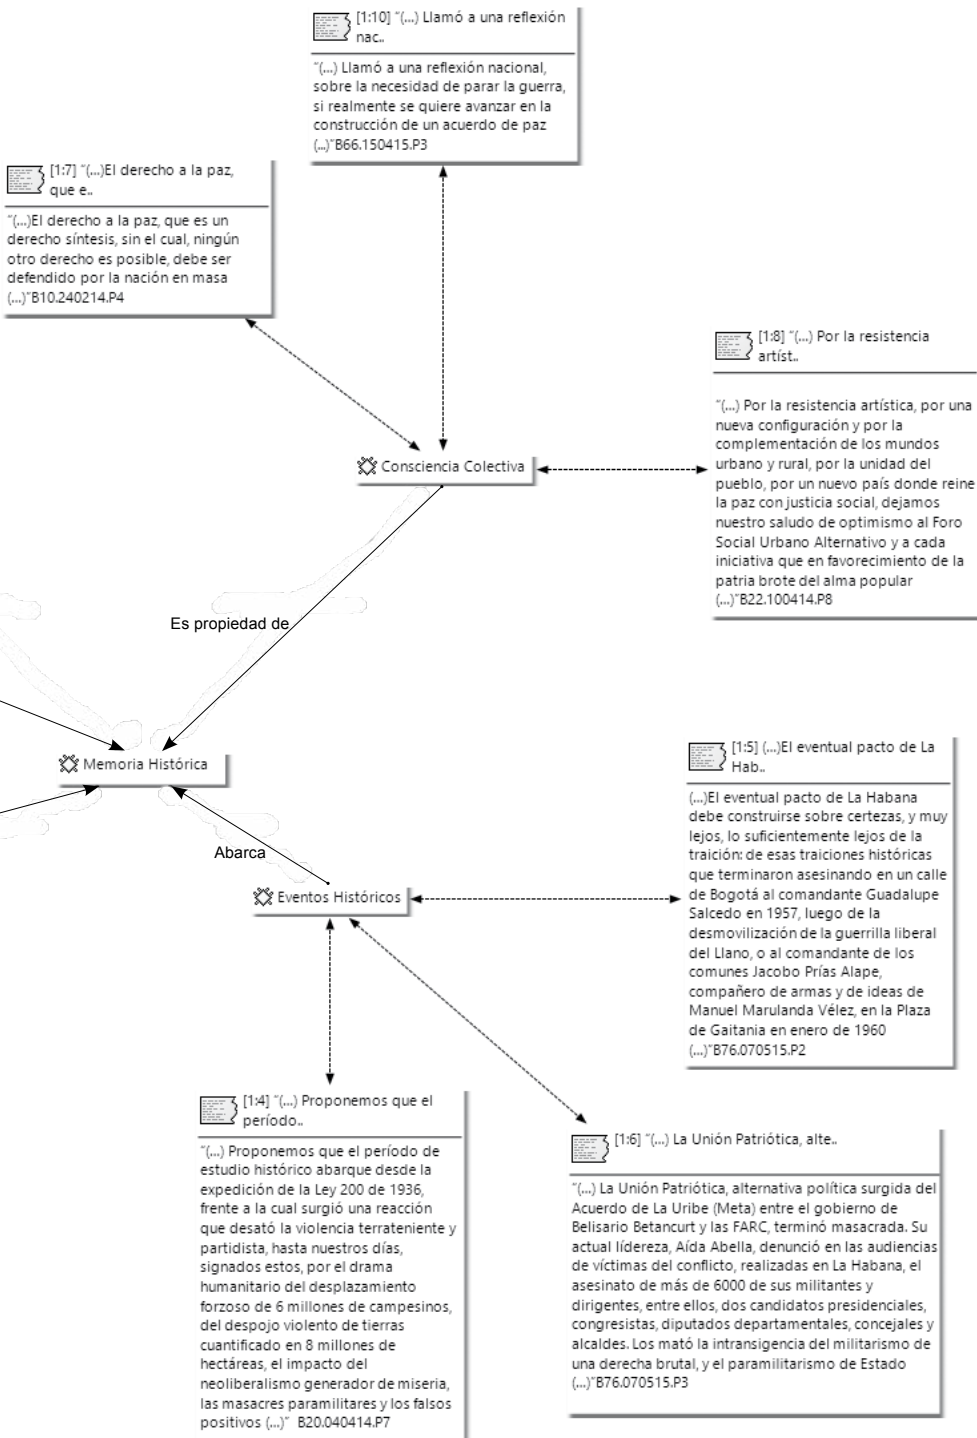 [1:10] “(...) Llamó a una reflexión
nac..
“(...) Llamó a una reflexión nacional,
sobre la necesidad de parar la guerra,
si realmente se quiere avanzar en la
construcción de un acuerdo de paz
(...)”B66.150415.P3
[1:7] “(...)El derecho a la paz,
que e..
“(...)El derecho a la paz, que es un
derecho síntesis, sin el cual, ningún
otro derecho es posible, debe ser
defendido por la nación en masa
(...)”B10.240214.P4
[1:8] “(...) Por la resistencia
artíst..
“(...) Por la resistencia artística, por una
nueva configuración y por la
complementación de los mundos
urbano y rural, por la unidad del
pueblo, por un nuevo país donde reine
la paz con justicia social, dejamos
nuestro saludo de optimismo al Foro
Social Urbano Alternativo y a cada
iniciativa que en favorecimiento de la
patria brote del alma popular
(...)”B22.100414.P8
Consciencia Colectiva
Es propiedad de
Memoria Histórica
Abarca
Eventos Históricos
[1:5] (...)El eventual pacto de La
Hab..
(...)El eventual pacto de La Habana
debe construirse sobre certezas, y muy
lejos, lo suficientemente lejos de la
traición: de esas traiciones históricas
que terminaron asesinando en un calle
de Bogotá al comandante Guadalupe
Salcedo en 1957, luego de la
desmovilización de la guerrilla liberal
del Llano, o al comandante de los
comunes Jacobo Prías Alape,
compañero de armas y de ideas de
Manuel Marulanda Vélez, en la Plaza
de Gaitania en enero de 1960
(...)”B76.070515.P2
[1:4] “(...) Proponemos que el
período..
“(...) Proponemos que el período de
estudio histórico abarque desde la
expedición de la Ley 200 de 1936,
frente a la cual surgió una reacción
que desató la violencia terrateniente y
partidista, hasta nuestros días,
signados estos, por el drama
humanitario del desplazamiento
forzoso de 6 millones de campesinos,
del despojo violento de tierras
cuantificado en 8 millones de
hectáreas, el impacto del
neoliberalismo generador de miseria,
las masacres paramilitares y los falsos
positivos (...)” B20.040414.P7
[1:6] “(...) La Unión Patriótica, alte..
“(...) La Unión Patriótica, alternativa política surgida del
Acuerdo de La Uribe (Meta) entre el gobierno de
Belisario Betancurt y las FARC, terminó masacrada. Su
actual lídereza, Aída Abella, denunció en las audiencias
de víctimas del conflicto, realizadas en La Habana, el
asesinato de más de 6000 de sus militantes y
dirigentes, entre ellos, dos candidatos presidenciales,
congresistas, diputados departamentales, concejales y
alcaldes. Los mató la intransigencia del militarismo de
una derecha brutal, y el paramilitarismo de Estado
(...)”B76.070515.P3